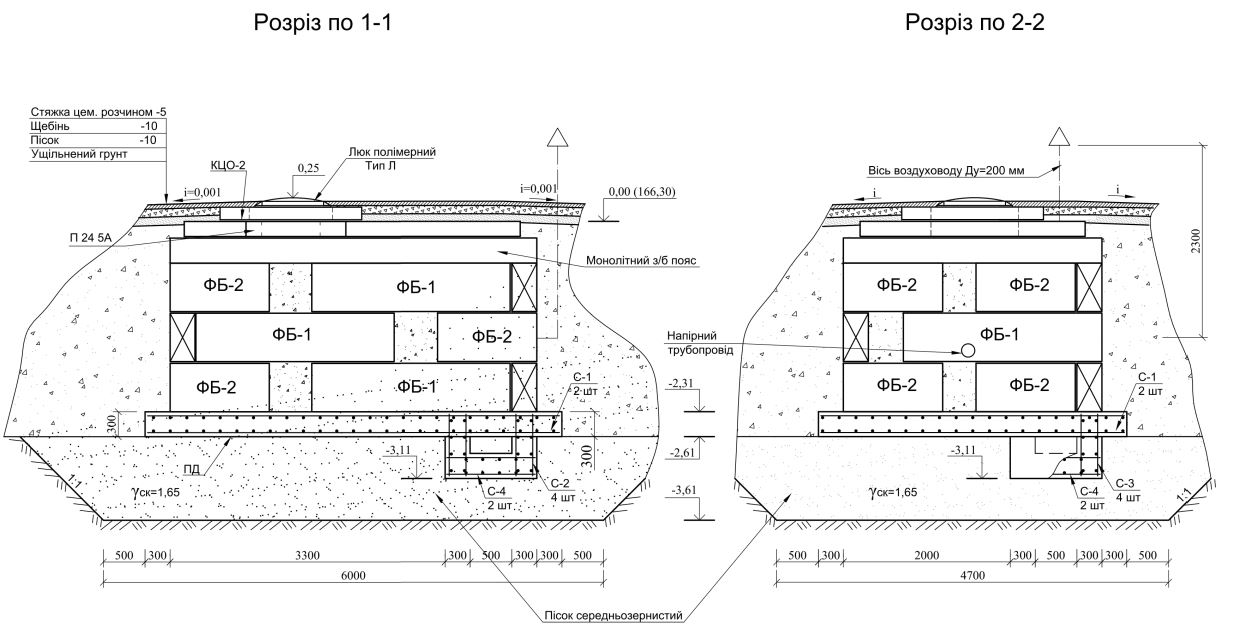 Розріз по 1-1
Розріз по 2-2
Стяжка цем. розчином -5
Щебінь -10
Пісок -10
Ущільнений грунт
КЦО-2
0,25
Люк полімерний
Тип Л
i=0,001
i=0,001
0,00 (166,30)
П 24 5А
Монолітний з/б пояс
ФБ-2
ФБ-1
ФБ-1
ФБ-2
ФБ-2
ФБ-1
С-1
2 шт
300
300
-2,31
-2,61
-3,11
-3,61
ПД
1:1
γск=1,65
С-4
2 шт
С-2
4 шт
500 300 3300 300 500 300 300 500
6000
Вісь воздуховоду Ду=200 мм
i
i
2300
ФБ-2
ФБ-2
ФБ-1
Напірний
трубопровід
ФБ-2
ФБ-2
С-1
2 шт
-3,11
γск=1,65
С-4
2 шт
С-3
4 шт
1:1
500 300 2000 300 500 300 300 500
4700
Пісок середньозернистий